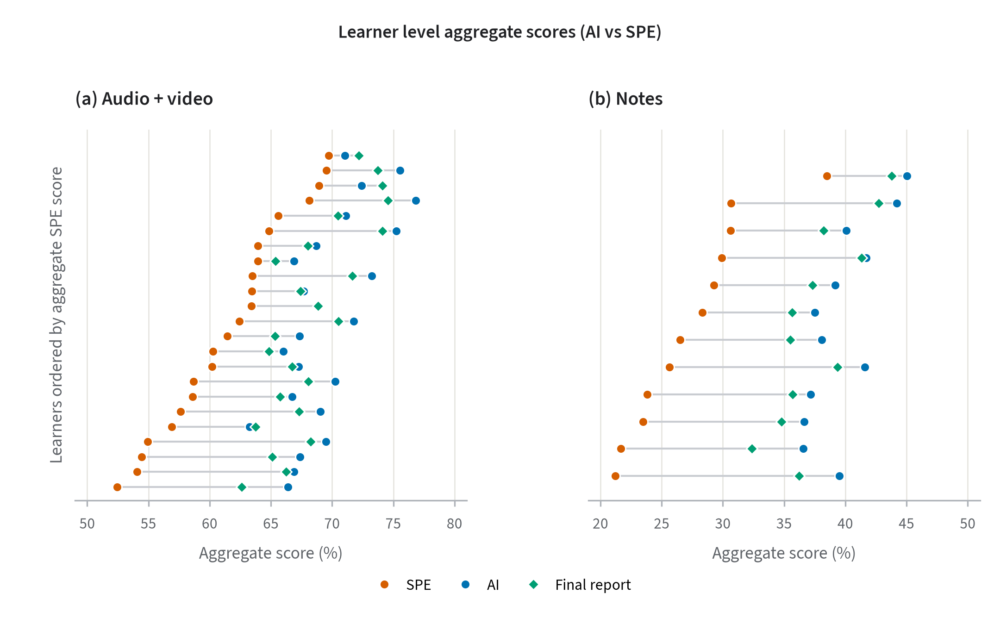 Learner level aggregate scores (AI vs SPE)
(a) Audio + video
(b) Notes
Learners ordered by aggregate SPE score
50 55 60 65 70 75 80
20 25 30 35 40 45 50
Aggregate score (%)
Aggregate score (%)
SPE AI Final report